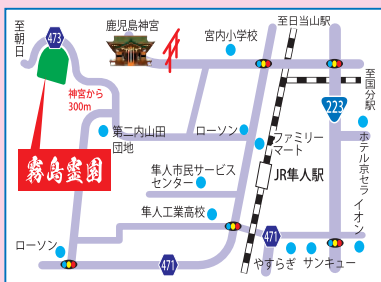 至日当山駅
至朝日
473
鹿児島神宮
宮内小学校
神宮から
300m
至国分駅
223
第二内山田
団地
ローソン
ファミリー
マート
霧島霊園
隼人市民サービス
センター
JR隼人駅
ホテル京セラ
隼人工業高校
イオン
471
ローソン
471
やすらぎ
サンキュー